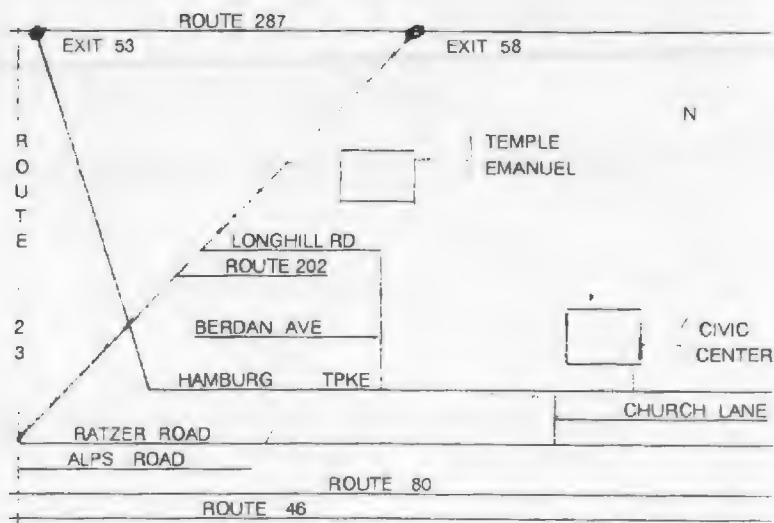 ROUTE 287
EXIT 53
EXIT 58
N
TEMPLE
EMANUEL
ROUTE 23
LONGHILL RD
ROUTE 202
BERDAN AVE
CIVIC
CENTER
HAMBURG TPKE
CHURCH LANE
RATZER ROAD
ALPS ROAD
ROUTE 80
ROUTE 46